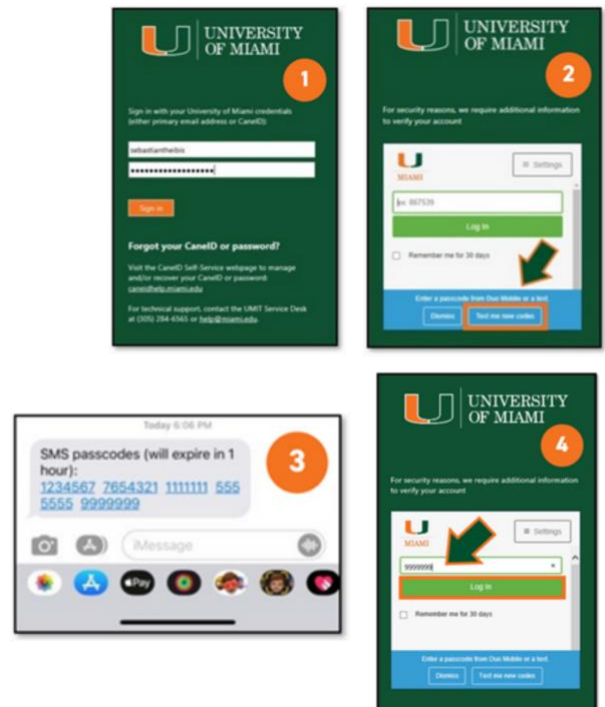 UNIVERSITY
OF MIAMI
1
Sign in with your University of Miami credentials
(either primary email address or CaneID):
sebastiantheibis
Sign in
Forgot your CaneID or password?
Visit the CaneID Self-Service webpage to manage
and/or recover your CaneID or password:
caneidhelp.miami.edu
For technical support, contact the UMIT Service Desk
at (305) 284-6565 or help@miami.edu.
UNIVERSITY
OF MIAMI
2
For security reasons, we require additional information
to verify your account
MIAMI
Settings
ex. 867539
Log In
Remember me for 30 days
Enter a passcode from Duo Mobile or a text.
Dismiss
Text me new codes
Today 6:06 PM
SMS passcodes (will expire in 1
hour):
1234567 7654321 1111111 555
5555 9999999
3
iMessage
Pay
UNIVERSITY
OF MIAMI
4
For security reasons, we require additional information
to verify your account
MIAMI
Settings
9999999
Log In
Remember me for 30 days
Enter a passcode from Duo Mobile or a text.
Dismiss
Text me new codes